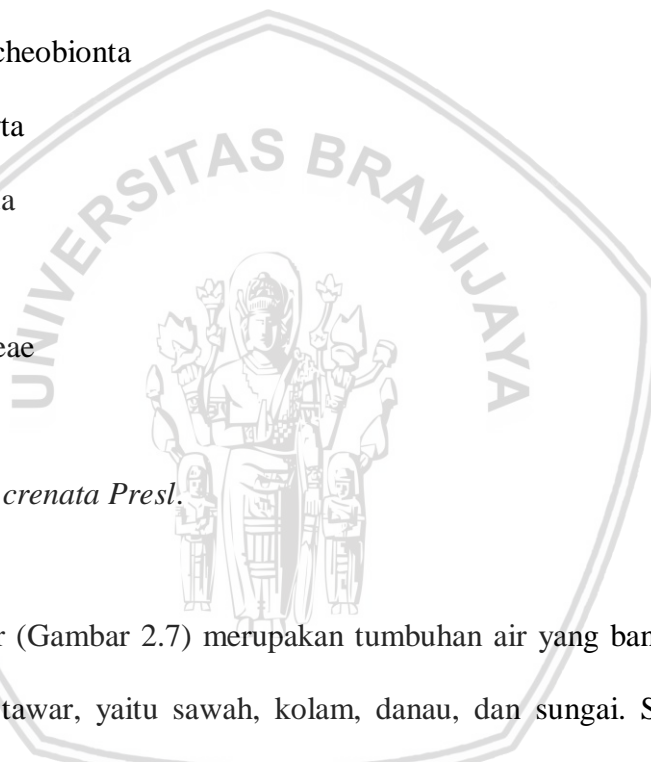 cheobionta
ta
a
UNIVERSITAS BRAWIJAYA
eae
crenata Presl.
r (Gambar 2.7) merupakan tumbuhan air yang ban
tawar, yaitu sawah, kolam, danau, dan sungai. S